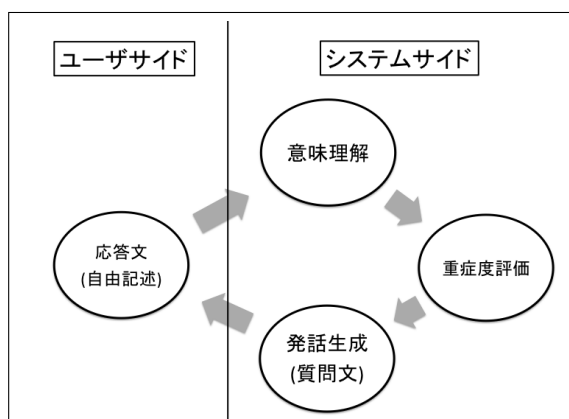 ユーザサイド
システムサイド
意味理解
応答文
(自由記述)
重症度評価
発話生成
(質問文)